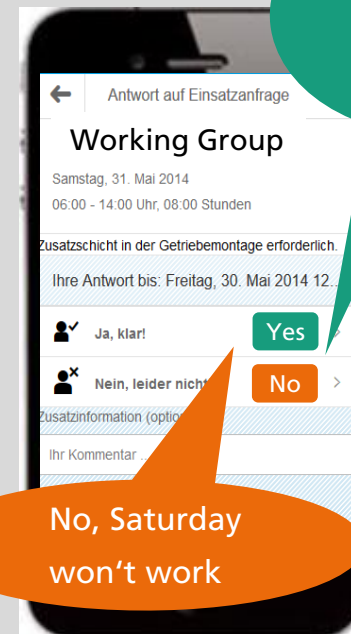 Antwort auf Einsatzanfrage
Working Group
Samstag, 31. Mai 2014
06:00 - 14:00 Uhr, 08:00 Stunden
Zusatzschicht in der Getriebemontage erforderlich.
Ihre Antwort bis: Freitag, 30. Mai 2014 12...
Ja, klar!
Yes
Nein, leider nicht
No
Zusatzinformation (optio
Ihr Kommentar ...
No, Saturday
won't work